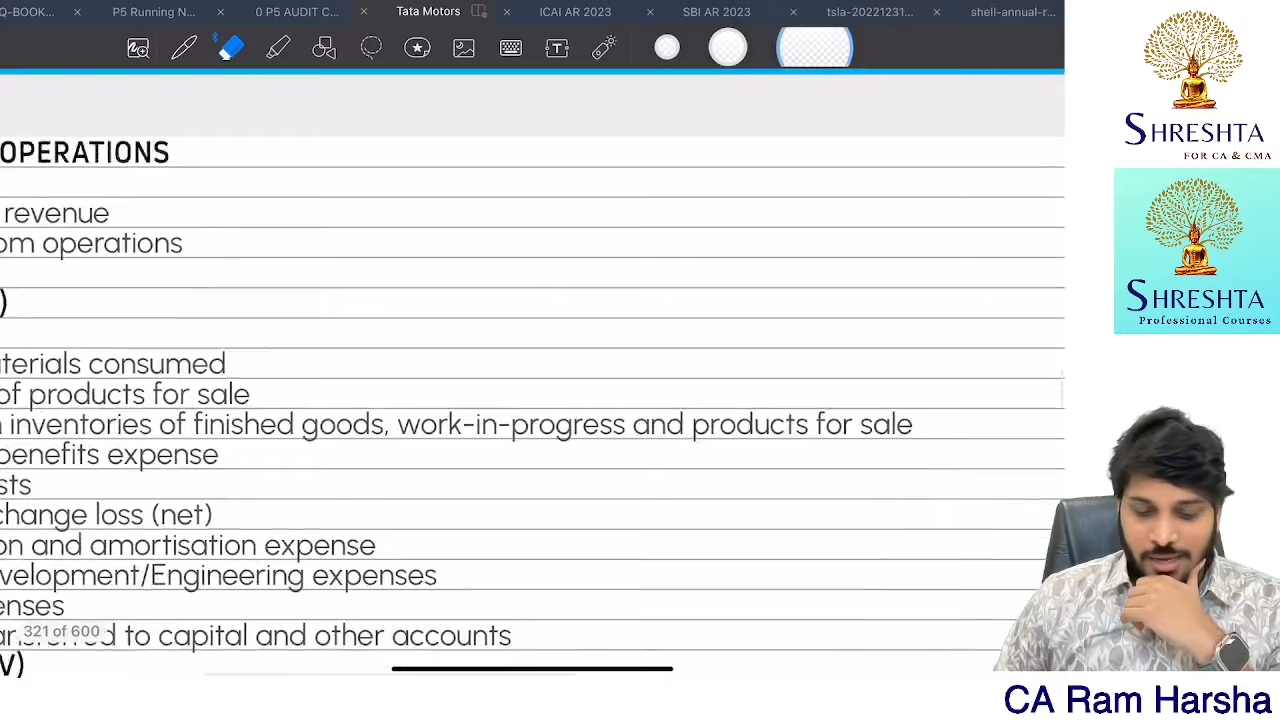 Q-BOOK... P5 Running N... 0 P5 AUDIT C... Tata Motors ICAI AR 2023 SBI AR 2023 tsla-20221231... shell-annual-r...
OPERATIONS
revenue
om operations
)
aterials consumed
of products for sale
inventories of finished goods, work-in-progress and products for sale
benefits expense
sts
change loss (net)
on and amortisation expense
velopment/Engineering expenses
enses
321 of 600
to capital and other accounts
V)
SHRESHTA
FOR CA & CMA
SHRESHTA
Professional Courses
CA Ram Harsha